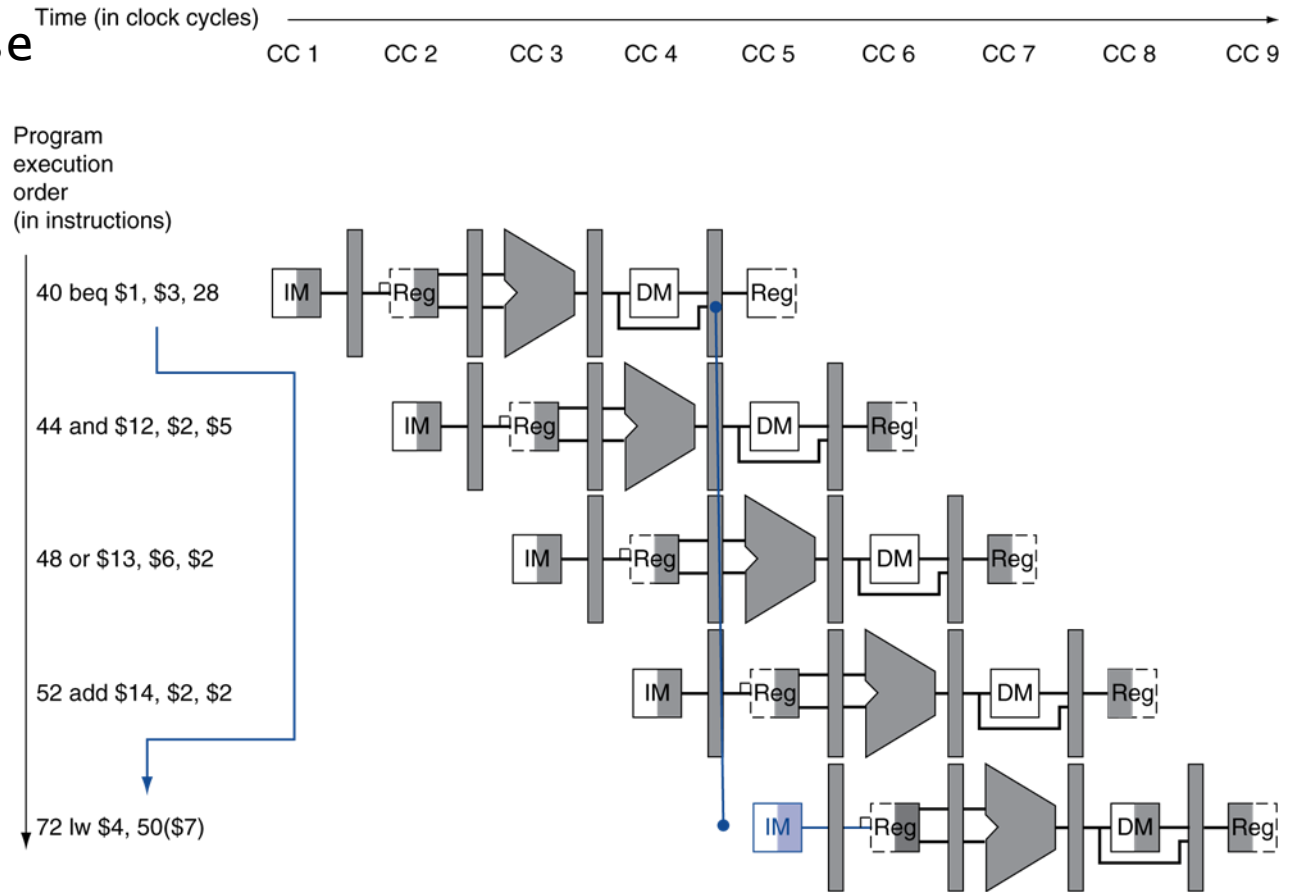 Time (in clock cycles)
se
CC 1 CC 2 CC 3 CC 4 CC 5 CC 6 CC 7 CC 8 CC 9
Program
execution
order
(in instructions)
40 beq $1, $3, 28
IM Reg DM Reg
44 and $12, $2, $5
IM Reg DM Reg
48 or $13, $6, $2
IM Reg DM Reg
52 add $14, $2, $2
IM Reg DM Reg
72 lw $4, 50($7)
IM Reg DM Reg